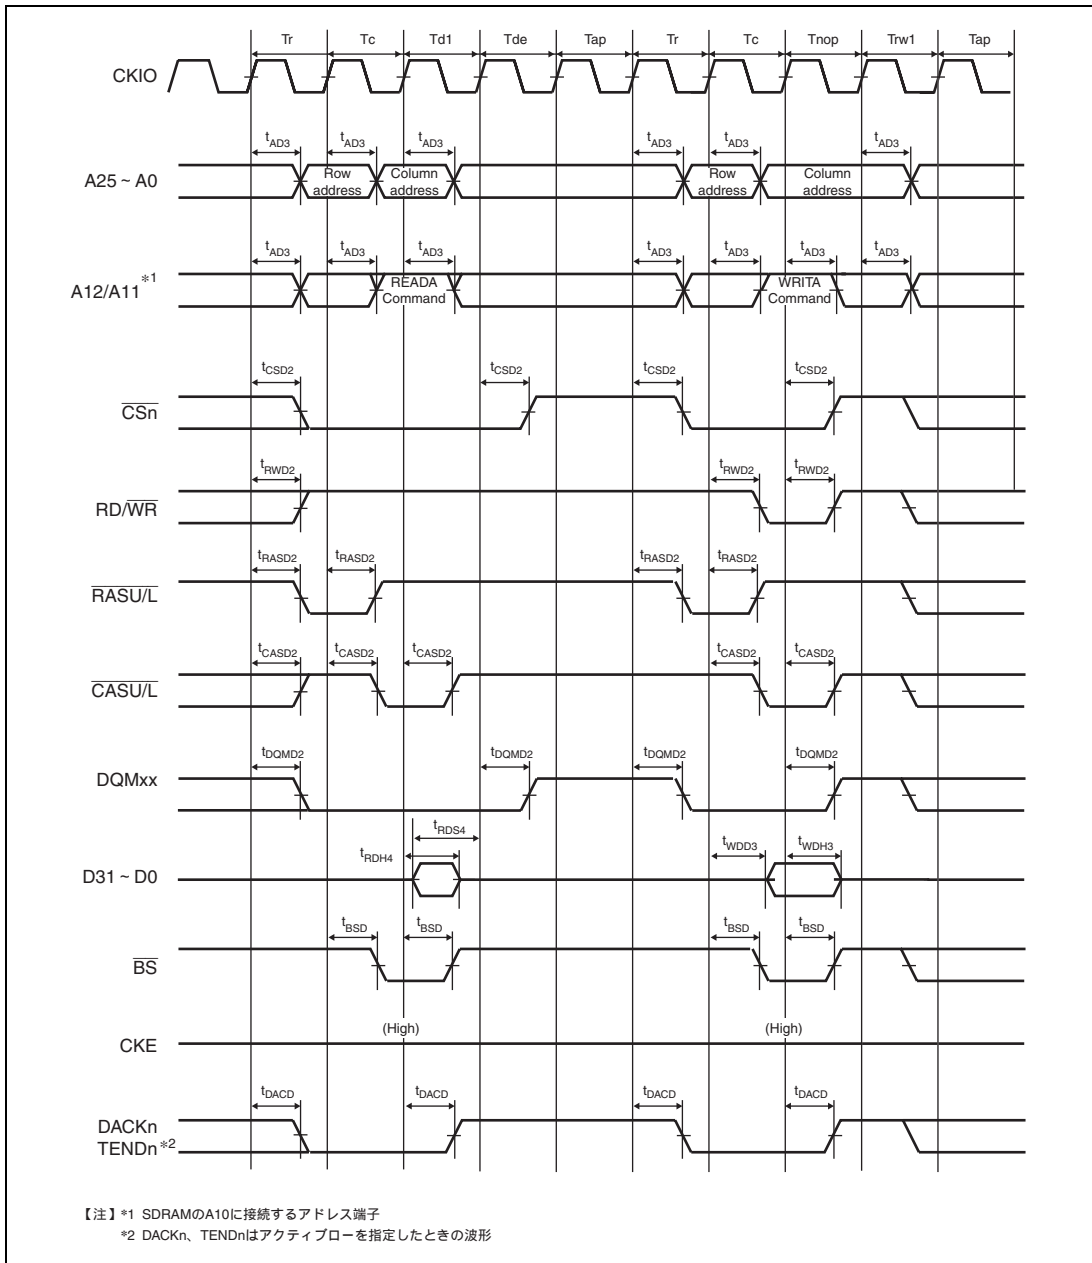 Tr Tc Td1 Tde Tap Tr Tc Tnop Trw1 Tap
CKIO
tAD3 tAD3 tAD3 tAD3 tAD3 tAD3
A25 ~ A0
Row address Column address Row address Column address
tAD3 tAD3 tAD3 tAD3 tAD3 tAD3 tAD3
A12/A11*1
READA Command WRITA Command
tCSD2 tCSD2 tCSD2 tCSD2
CSn
tRWD2 tRWD2 tRWD2
RD/WR
tRASD2 tRASD2 tRASD2 tRASD2
RASU/L
tCASD2 tCASD2 tCASD2 tCASD2 tCASD2
CASU/L
tDQMD2 tDQMD2 tDQMD2 tDQMD2
DQMxx
tRDS4
tRDH4 tWDD3 tWDH3
D31 ~ D0
tBSD tBSD tBSD tBSD
BS
(High) (High)
CKE
tDACD tDACD tDACD tDACD
DACKn
TENDn*2
【注】*1 SDRAMのA10に接続するアドレス端子
*2 DACKn、TENDnはアクティブローを指定したときの波形